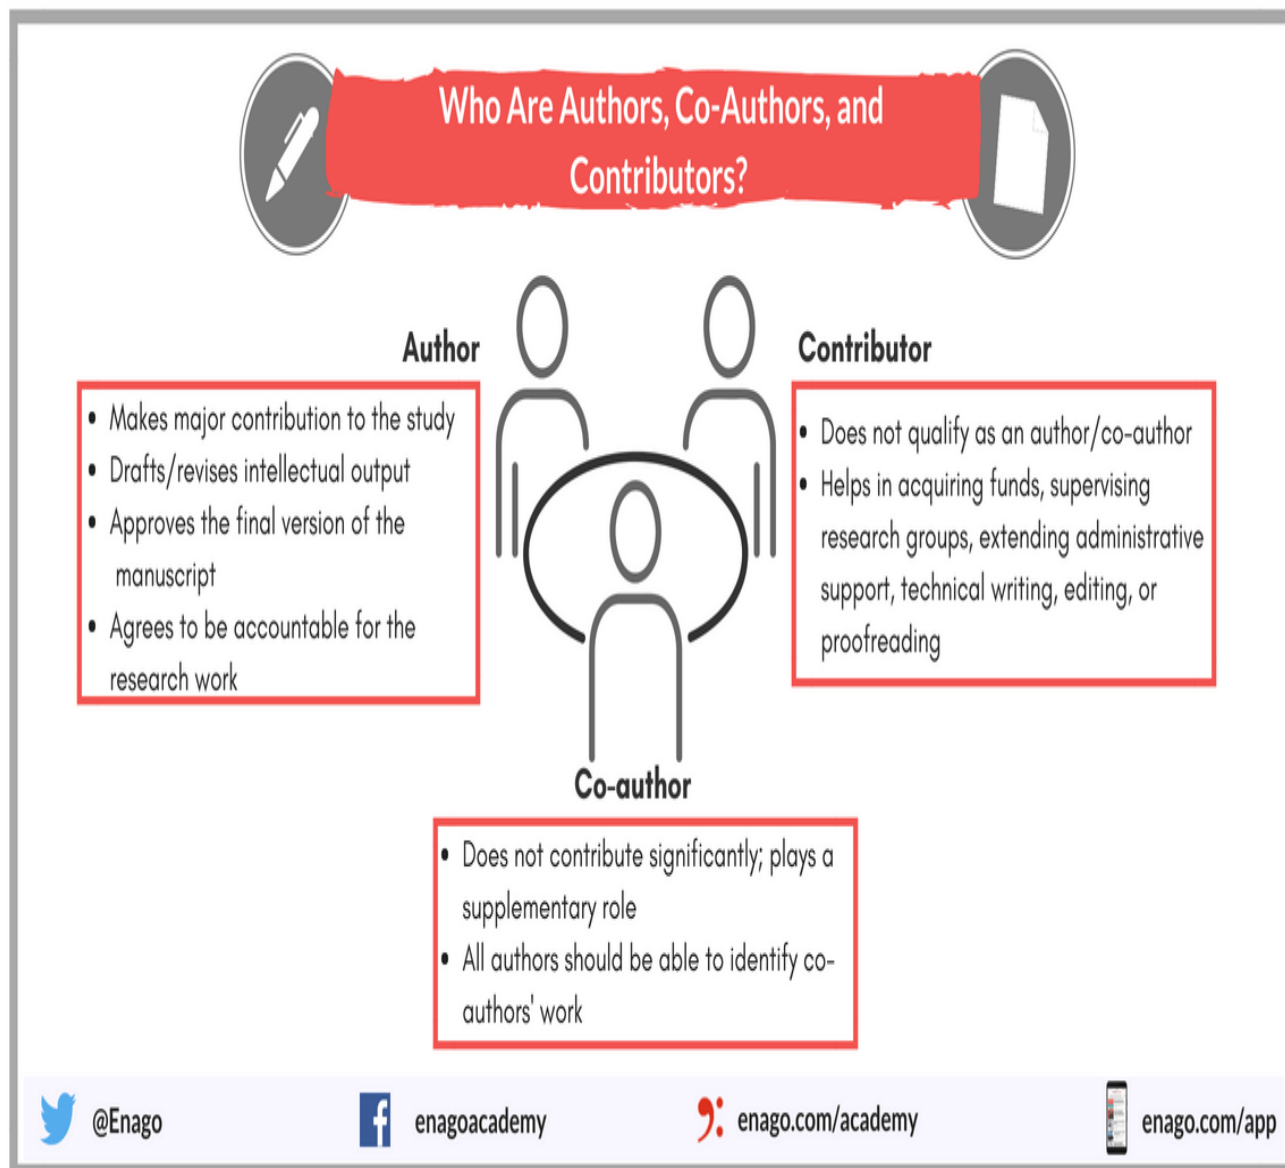 Who Are Authors, Co-Authors, and
Contributors?
Author
• Makes major contribution to the study
• Drafts/revises intellectual output
• Approves the final version of the
manuscript
• Agrees to be accountable for the
research work
Contributor
• Does not qualify as an author/co-author
• Helps in acquiring funds, supervising
research groups, extending administrative
support, technical writing, editing, or
proofreading
Co-author
• Does not contribute significantly; plays a
supplementary role
• All authors should be able to identify co-
authors' work
@Enago
enagoacademy
enago.com/academy
enago.com/app